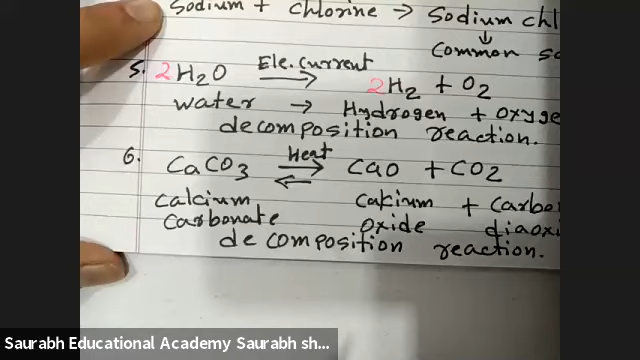 Sodium + chlorine → Sodium chl
↓
Common sa
5. 2H2O Ele. Current → 2H2 + O2
water → Hydrogen + Oxyge
decomposition reaction.
6. CaCO3 Heat ⇌ CaO + CO2
calcium calcium + Carbo
Carbonate oxide diaoxi
decomposition reaction.
Saurabh Educational Academy Saurabh sh...